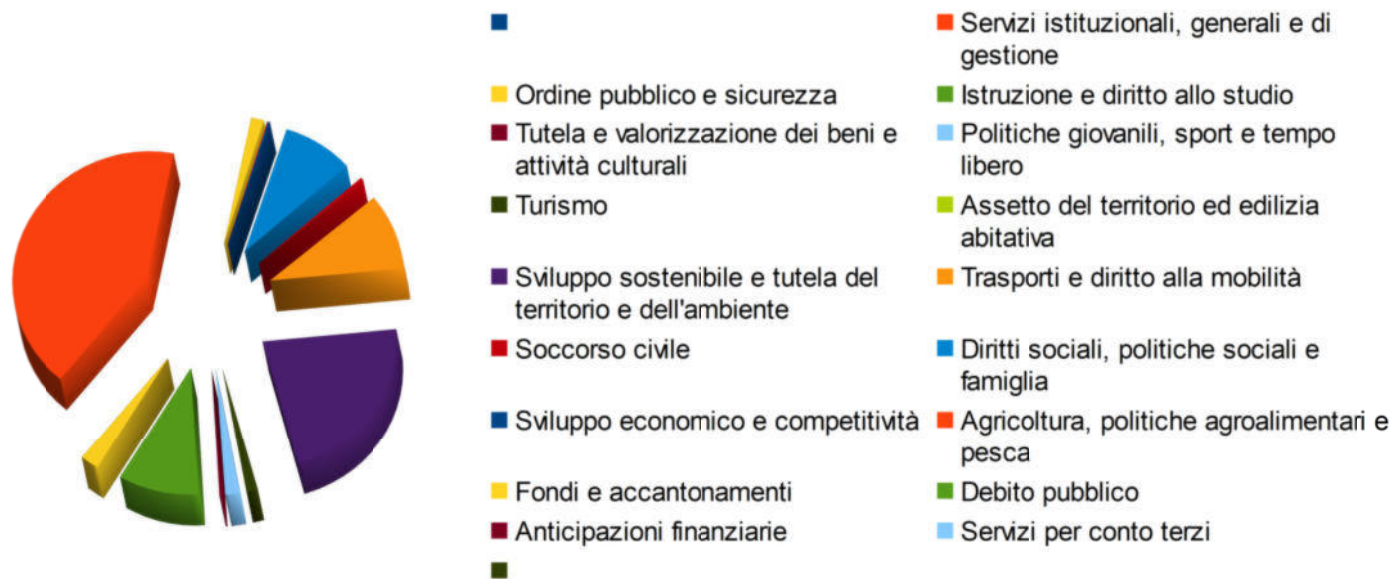 Servizi istituzionali, generali e di
gestione
Ordine pubblico e sicurezza
Istruzione e diritto allo studio
Tutela e valorizzazione dei beni e
attività culturali
Politiche giovanili, sport e tempo
libero
Turismo
Assetto del territorio ed edilizia
abitativa
Sviluppo sostenibile e tutela del
territorio e dell'ambiente
Trasporti e diritto alla mobilità
Soccorso civile
Diritti sociali, politiche sociali e
famiglia
Sviluppo economico e competitività
Agricoltura, politiche agroalimentari e
pesca
Fondi e accantonamenti
Debito pubblico
Anticipazioni finanziarie
Servizi per conto terzi